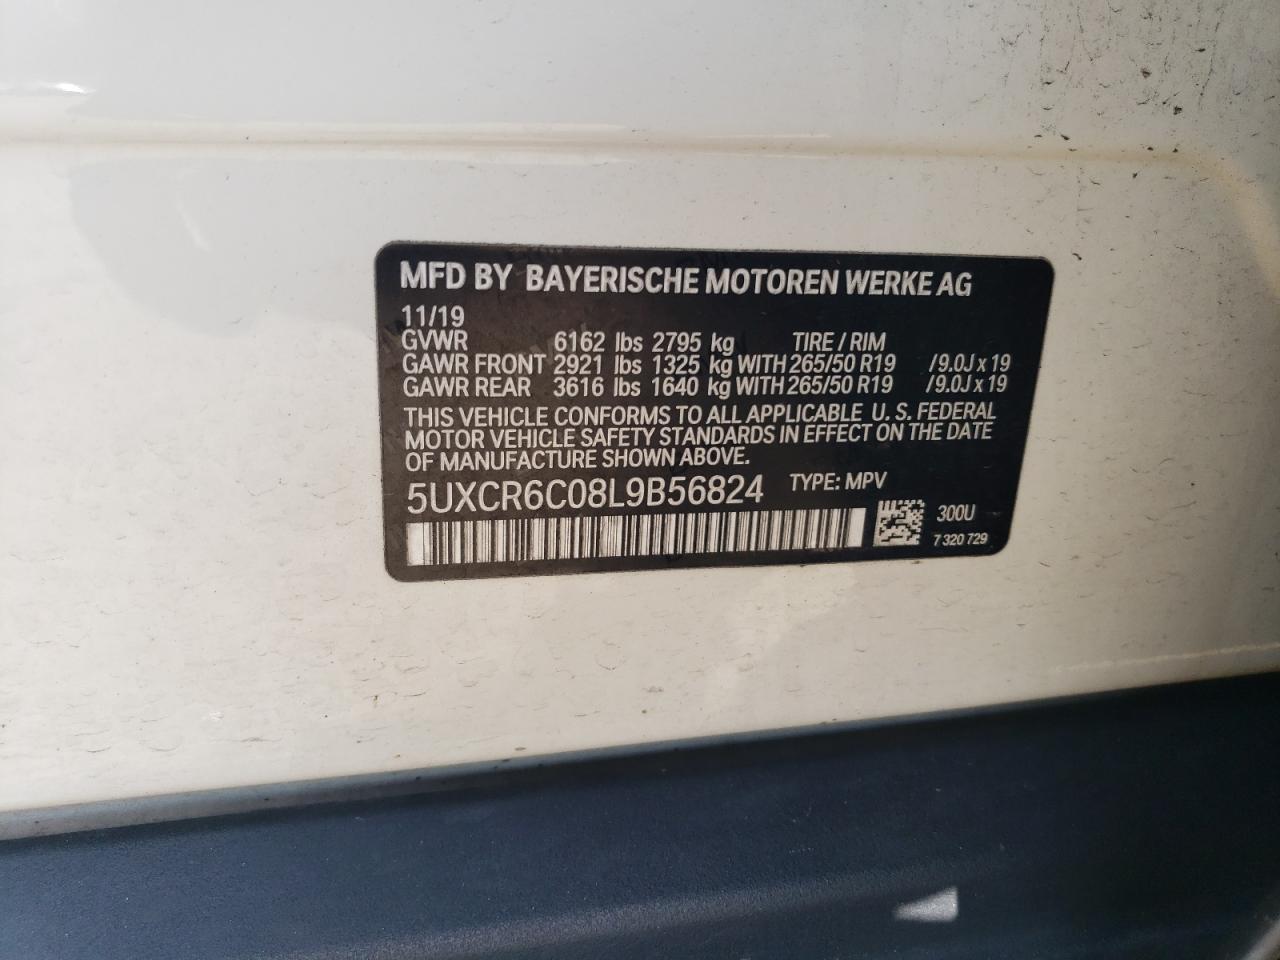 MFD BY BAYERISCHE MOTOREN WERKE AG
11/19
GVWR 6162 lbs 2795 kg TIRE / RIM
GAWR FRONT 2921 lbs 1325 kg WITH 265/50 R19 /9.0J x 19
GAWR REAR 3616 lbs 1640 kg WITH 265/50 R19 /9.0J x 19
THIS VEHICLE CONFORMS TO ALL APPLICABLE U. S. FEDERAL
MOTOR VEHICLE SAFETY STANDARDS IN EFFECT ON THE DATE
OF MANUFACTURE SHOWN ABOVE.
5UXCR6C08L9B56824 TYPE: MPV
300U
7 320 729